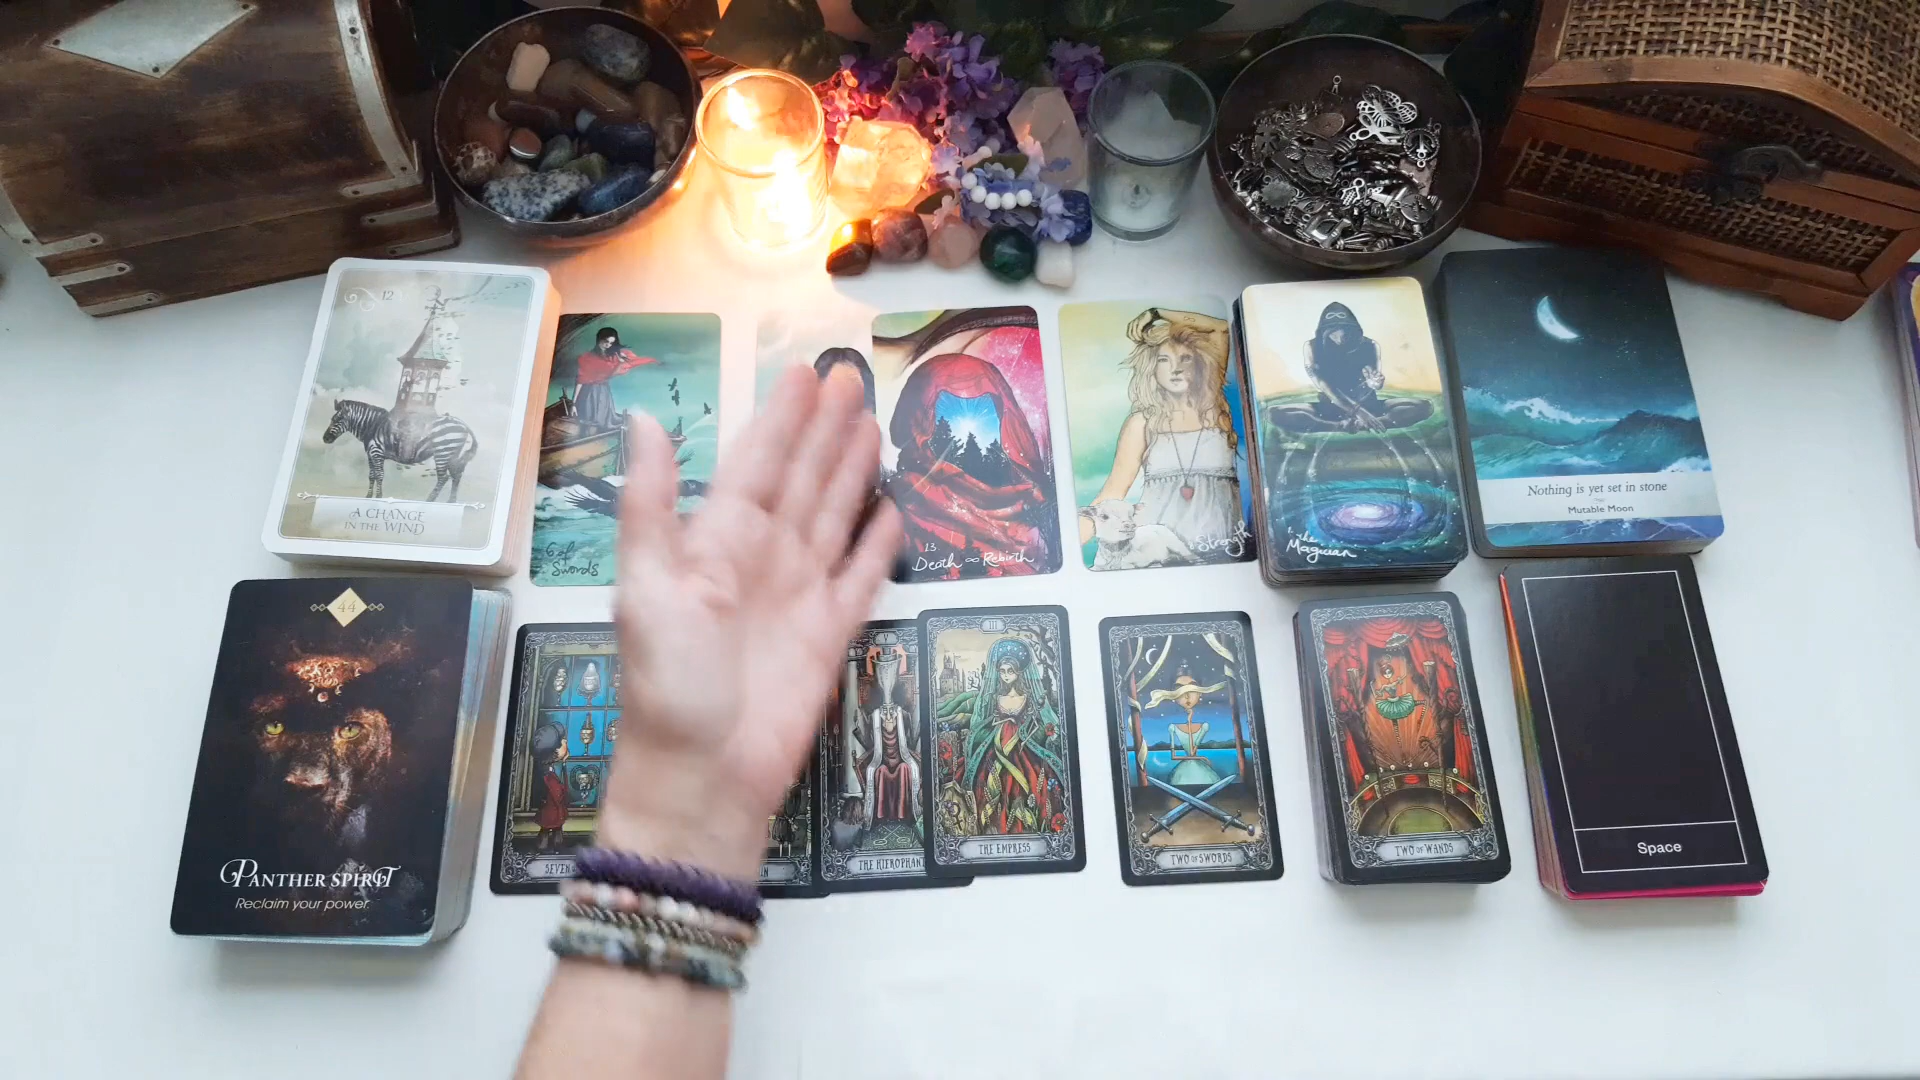 12
A CHANGE
IN THE WIND
6 of
Swords
13
Death ∞ Rebirth
Strength
1.
the
Magician
Nothing is yet set in stone
Mutable Moon
44
PANTHER SPIRIT
Reclaim your power.
SEVEN
V
THE HIEROPHANT
III
THE EMPRESS
TWO OF SWORDS
TWO OF WANDS
Space